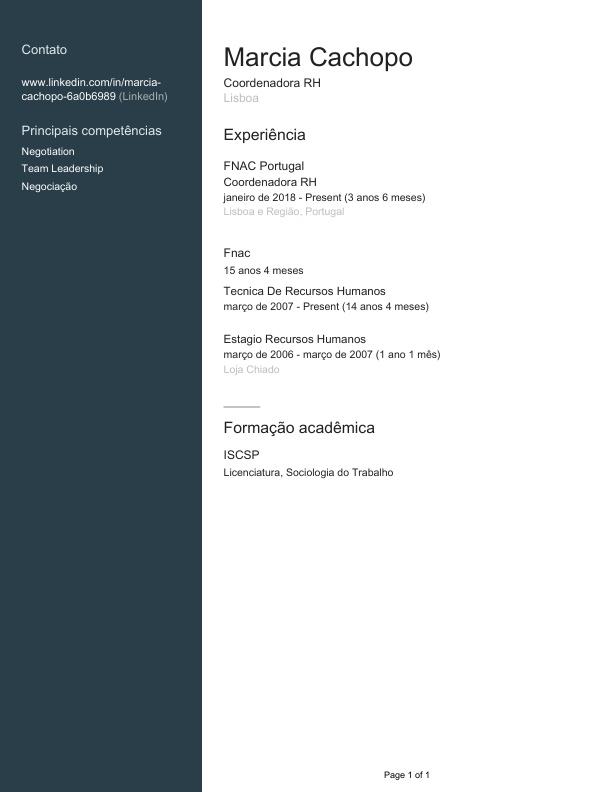 Contato
www.linkedin.com/in/marcia-
cachopo-6a0b6989 (LinkedIn)
Principais competências
Negotiation
Team Leadership
Negociação
Marcia Cachopo
Coordenadora RH
Lisboa
Experiência
FNAC Portugal
Coordenadora RH
janeiro de 2018 - Present (3 anos 6 meses)
Lisboa e Região, Portugal
Fnac
15 anos 4 meses
Tecnica De Recursos Humanos
março de 2007 - Present (14 anos 4 meses)
Estagio Recursos Humanos
março de 2006 - março de 2007 (1 ano 1 mês)
Loja Chiado
Formação acadêmica
ISCSP
Licenciatura, Sociologia do Trabalho
Page 1 of 1